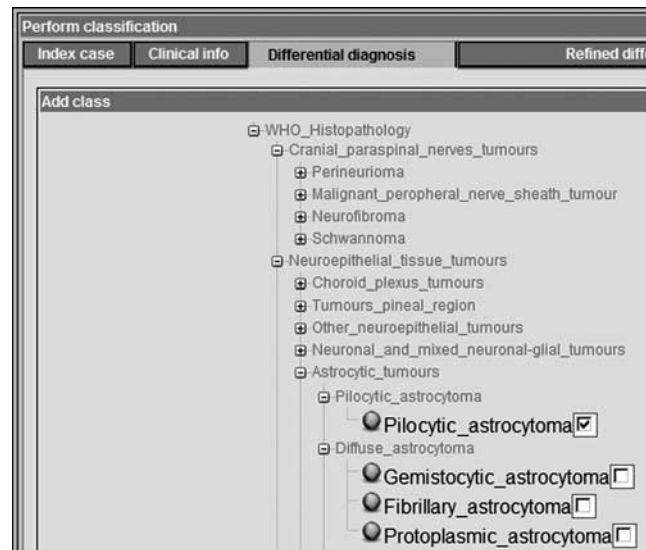 Perform classification
Index case Clinical info Differential diagnosis Refined
Add class
WHO_Histopathology
Cranial_paraspinal_nerves_tumours
Perineurioma
Malignant_peropheral_nerve_sheath_tumour
Neurofibroma
Schwannoma
Neuroepithelial_tissue_tumours
Choroid_plexus_tumours
Tumours_pineal_region
Other_neuroepithelial_tumours
Neuronal_and_mixed_neuronal-glial_tumours
Astrocytic_tumours
Pilocytic_astrocytoma
Pilocytic_astrocytoma
Diffuse_astrocytoma
Gemistocytic_astrocytoma
Fibrillary_astrocytoma
Protoplasmic_astrocytoma